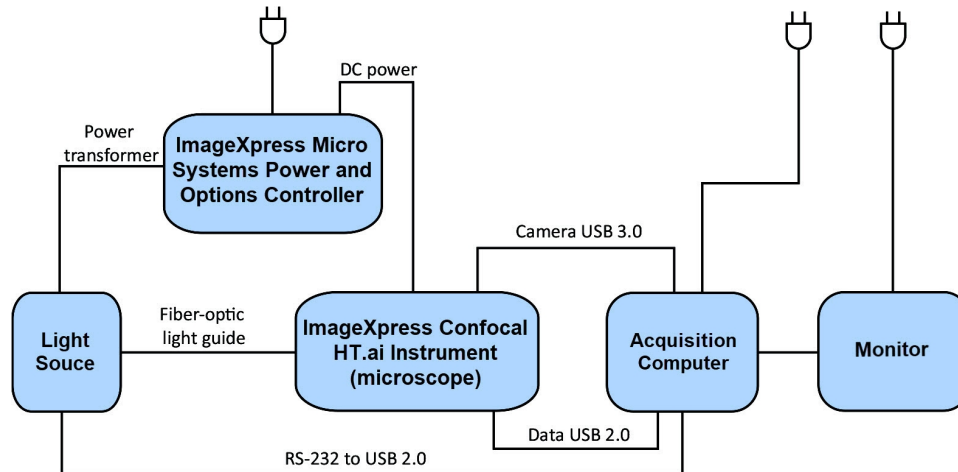 DC power
Power
transformer
ImageXpress Micro
Systems Power and
Options Controller
Camera USB 3.0
Fiber-optic
light guide
Light
Souce
ImageXpress Confocal
HT.ai Instrument
(microscope)
Acquisition
Computer
Monitor
Data USB 2.0
RS-232 to USB 2.0